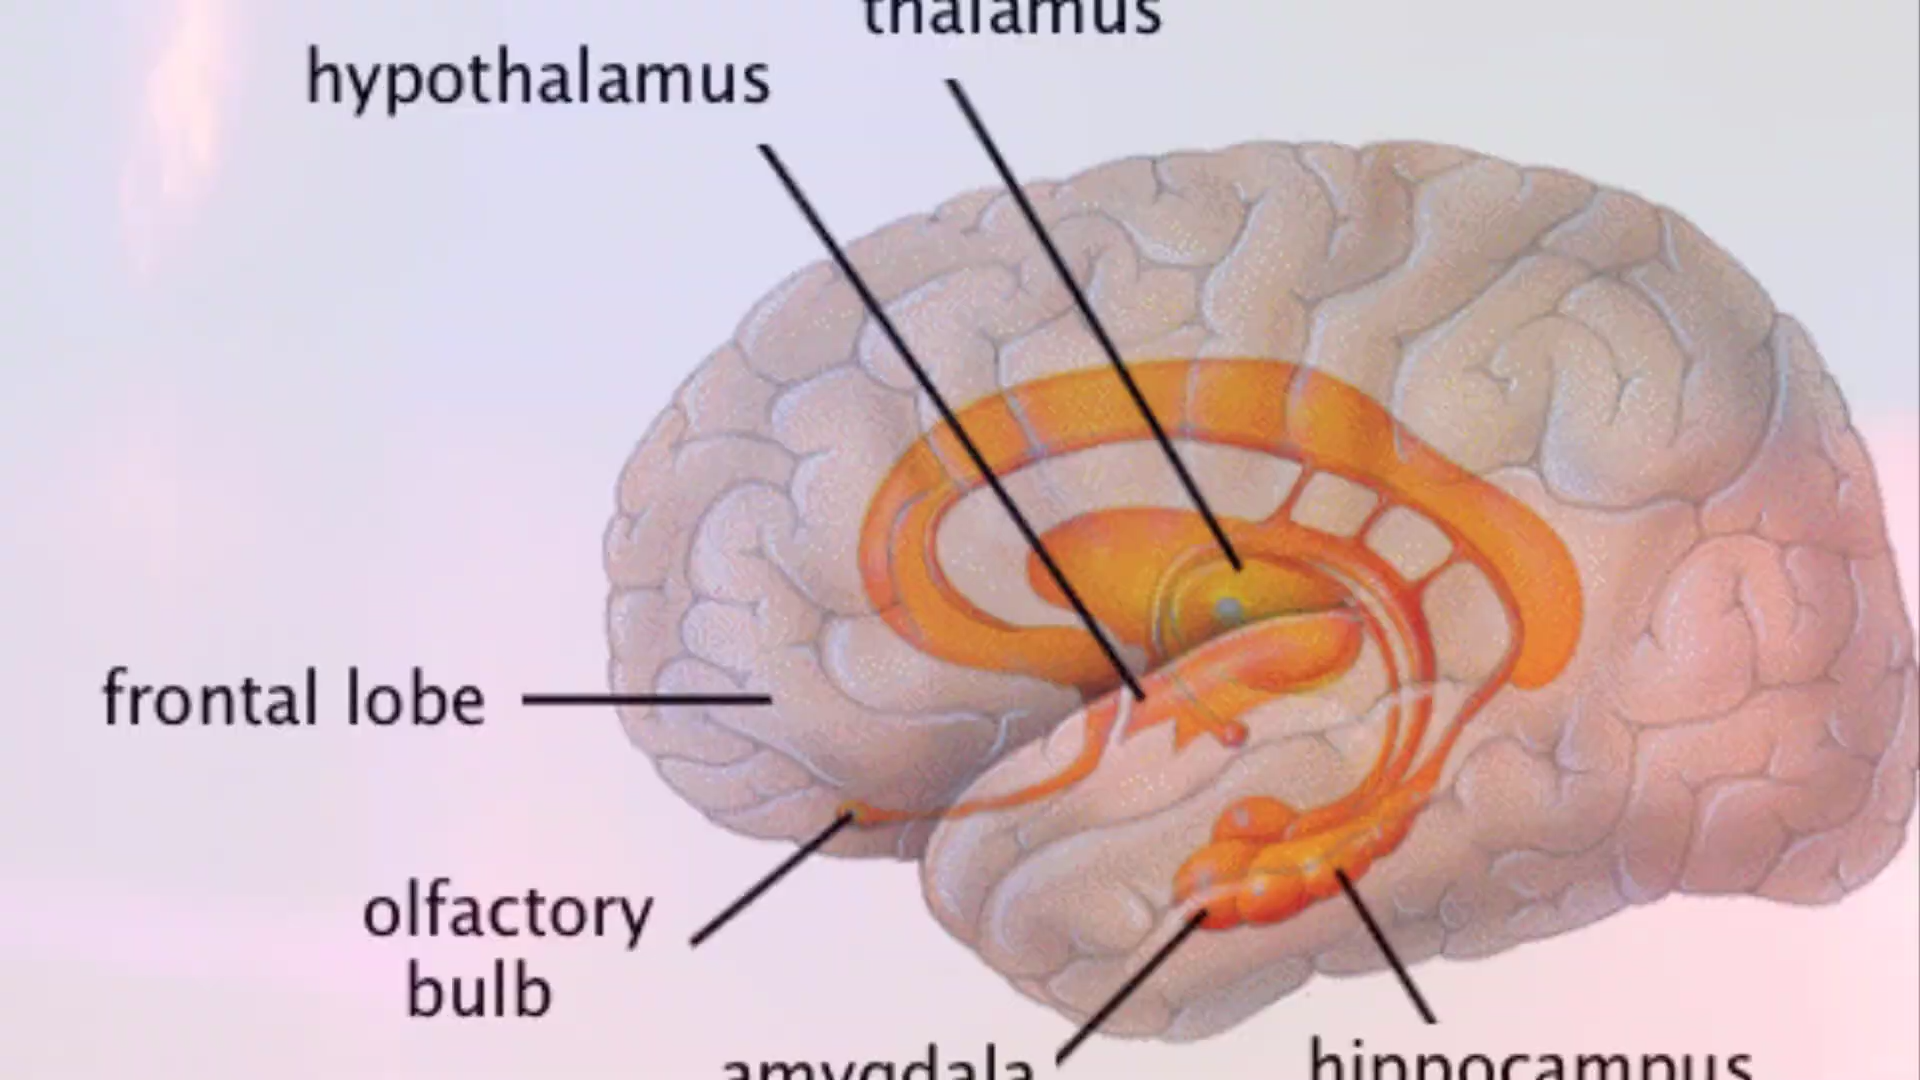 thalamus
hypothalamus
frontal lobe
olfactory
bulb
amygdala
hippocampus